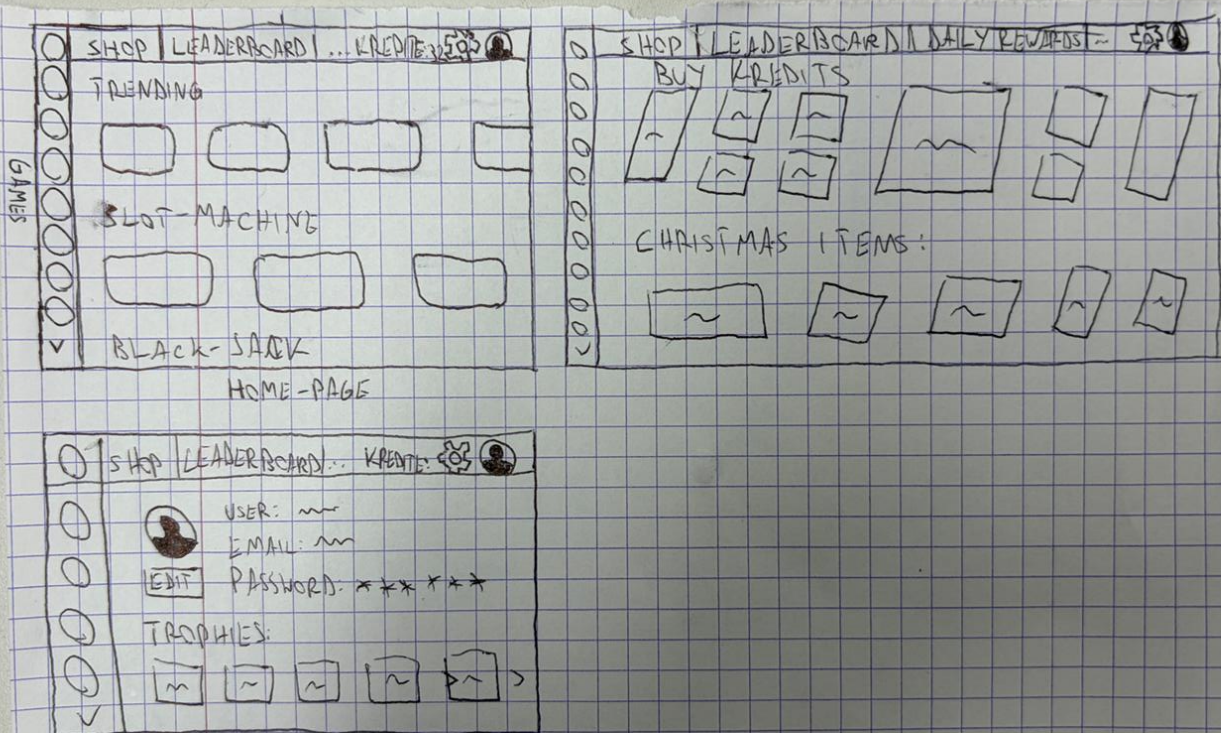 SHOP | LEADERBOARD | ... KREDITE:
TRENDING
GAMES
SLOT-MACHINE
BLACK-JACK
HOME-PAGE
SHOP | LEADERBOARD | DAILY REWARDS
BUY KREDITS
CHRISTMAS ITEMS:
SHOP | LEADERBOARD | ... KREDITE:
USER:
EMAIL:
EDIT
PASSWORD: ******
TROPHIES: